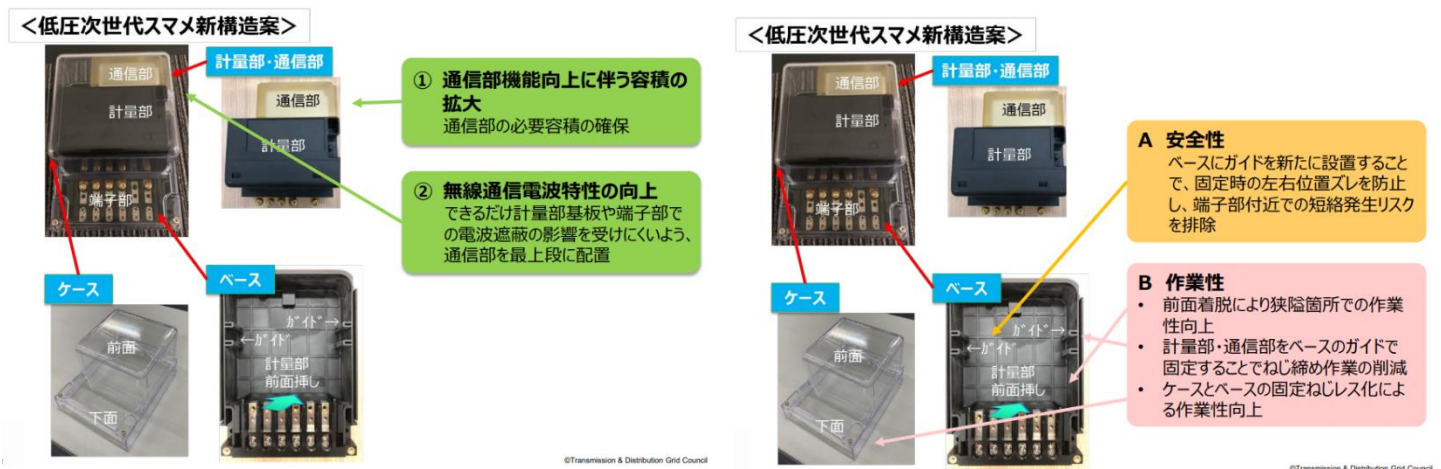 <低圧次世代スマメ新構造案>
通信部
計量部
端子部
計量部・通信部
通信部
計量部
① 通信部機能向上に伴う容積の
拡大
通信部の必要容積の確保
② 無線通信電波特性の向上
できるだけ計量部基板や端子部で
の電波遮蔽の影響を受けにくいよう、
通信部を最上段に配置
ケース
前面
下面
ベース
ガイド→
←ガイド
計量部
前面挿し
©Transmission & Distribution Grid Council
<低圧次世代スマメ新構造案>
通信部
計量部
端子部
計量部・通信部
通信部
計量部
A 安全性
ベースにガイドを新たに設置すること
で、固定時の左右位置ズレを防止
し、端子部付近での短絡発生リスク
を排除
B 作業性
• 前面着脱により狭隘箇所での作業
性向上
• 計量部・通信部をベースのガイドで
固定することでねじ締め作業の削減
• ケースとベースの固定ねじレス化によ
る作業性向上
ケース
前面
下面
ベース
ガイド→
←ガイド
計量部
前面挿し
©Transmission & Distribution Grid Council